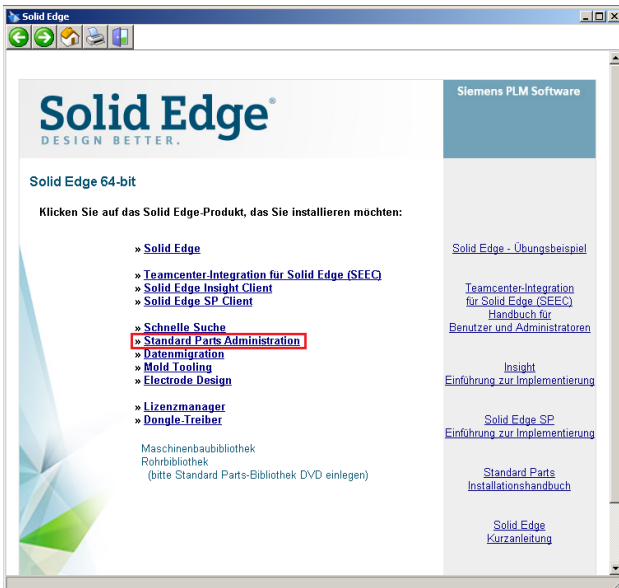 Solid Edge
Solid Edge®
DESIGN BETTER.
Siemens PLM Software
Solid Edge 64-bit
Klicken Sie auf das Solid Edge-Produkt, das Sie installieren möchten:
» Solid Edge
» Teamcenter-Integration für Solid Edge (SEEC)
» Solid Edge Insight Client
» Solid Edge SP Client
» Schnelle Suche
» Standard Parts Administration
» Datenmigration
» Mold Tooling
» Electrode Design
» Lizenzmanager
» Dongle-Treiber
Maschinenbaubibliothek
Rohrbibliothek
(bitte Standard Parts-Bibliothek DVD einlegen)
Solid Edge - Übungsbeispiel
Teamcenter-Integration
für Solid Edge (SEEC)
Handbuch für
Benutzer und Administratoren
Insight
Einführung zur Implementierung
Solid Edge SP
Einführung zur Implementierung
Standard Parts
Installationshandbuch
Solid Edge
Kurzanleitung